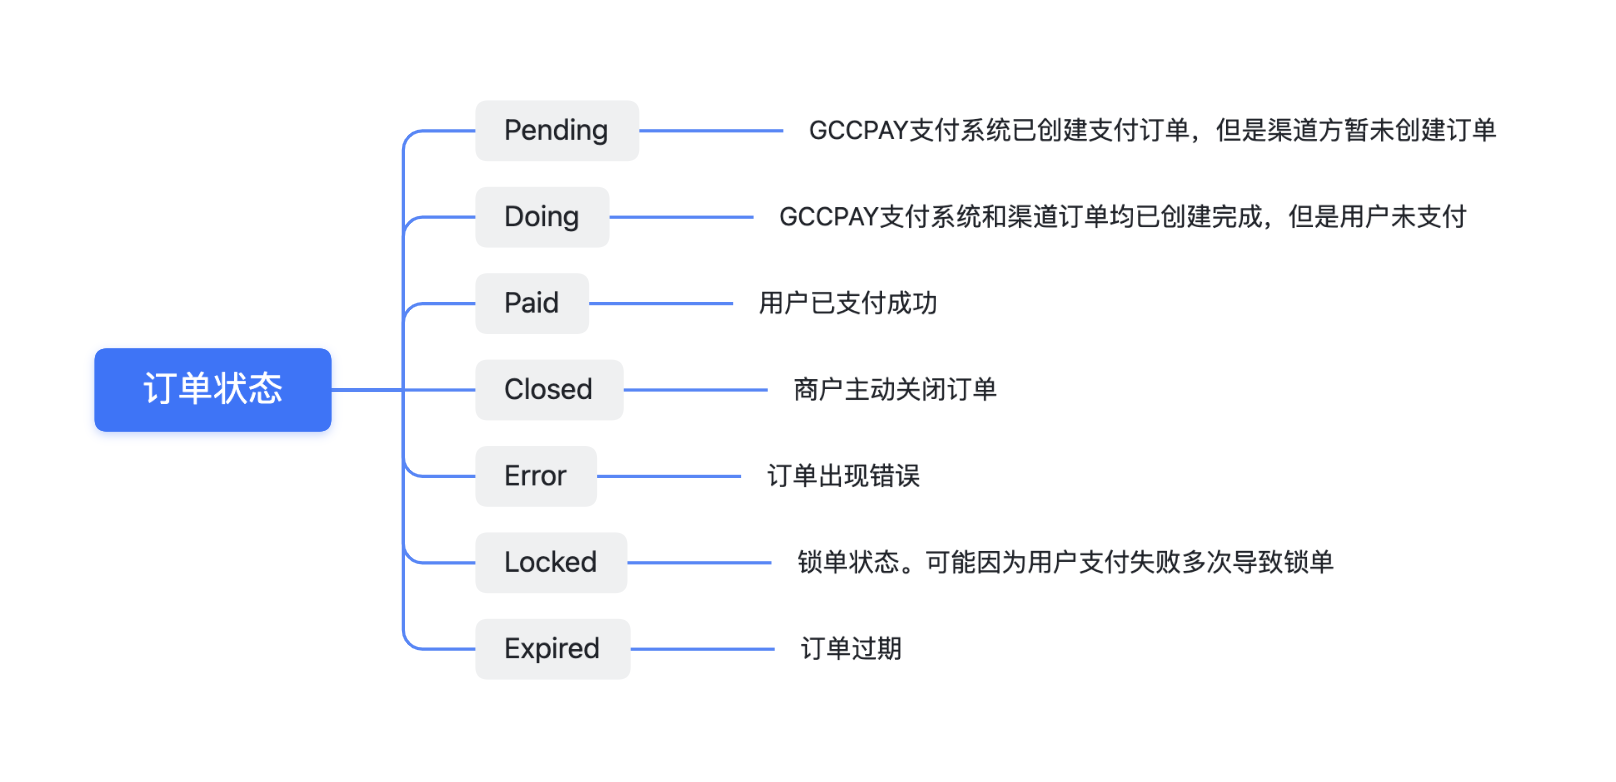 订单状态
Pending
GCCPAY支付系统已创建支付订单，但是渠道方暂未创建订单
Doing
GCCPAY支付系统和渠道订单均已创建完成，但是用户未支付
Paid
用户已支付成功
Closed
商户主动关闭订单
Error
订单出现错误
Locked
锁单状态。可能因为用户支付失败多次导致锁单
Expired
订单过期